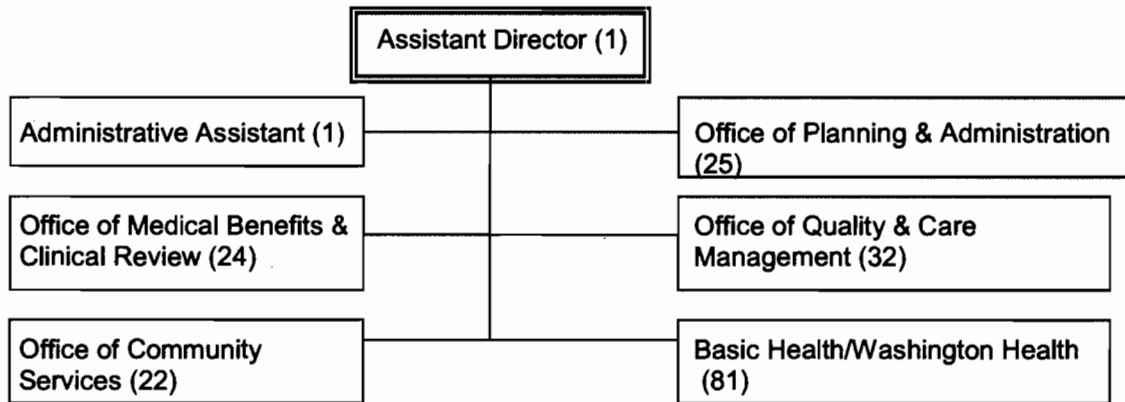 Assistant Director (1)
Administrative Assistant (1)
Office of Planning & Administration
(25)
Office of Medical Benefits &
Clinical Review (24)
Office of Quality & Care
Management (32)
Office of Community
Services (22)
Basic Health/Washington Health
(81)